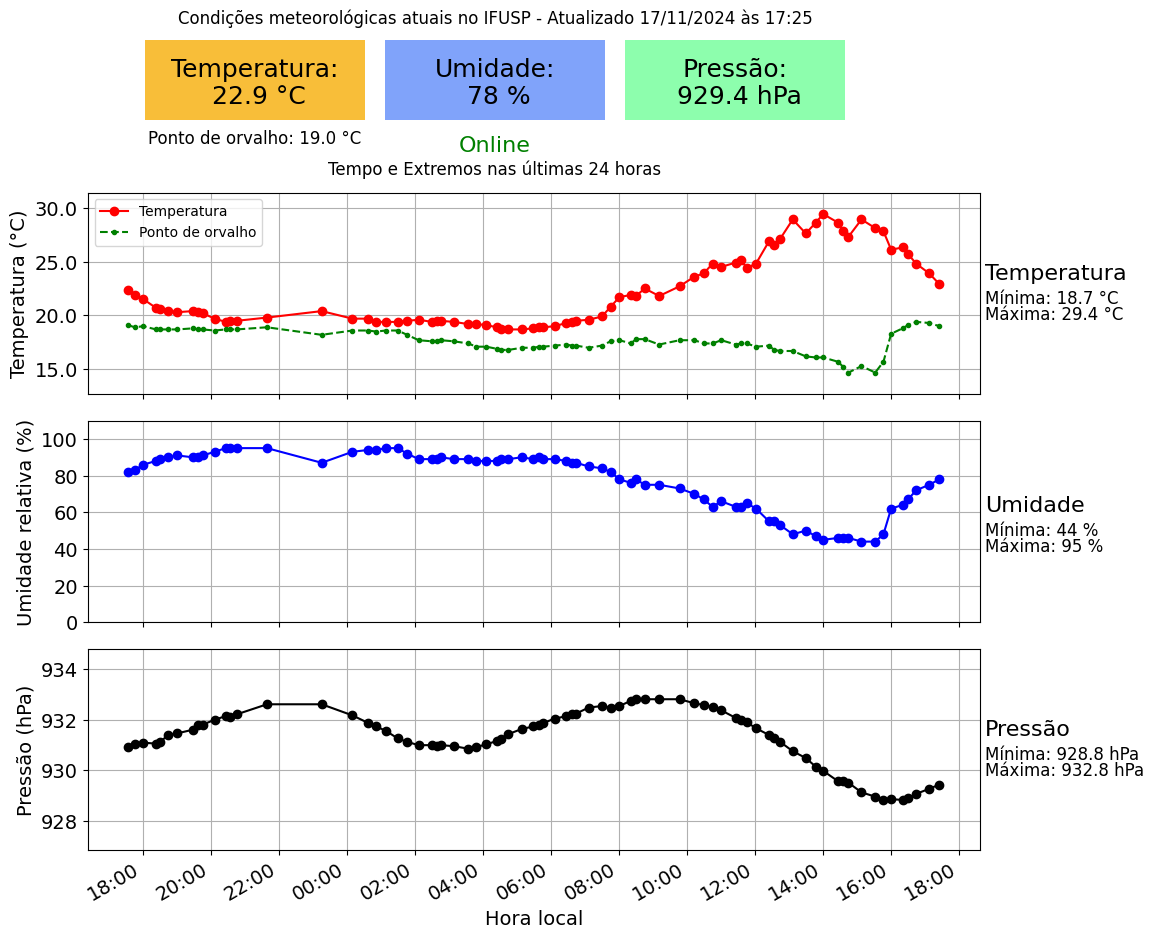 Condições meteorológicas atuais no IFUSP - Atualizado 17/11/2024 às 17:25
Temperatura:
22.9 °C
Umidade:
78 %
Pressão:
929.4 hPa
Ponto de orvalho: 19.0 °C
Online
Tempo e Extremos nas últimas 24 horas
Temperatura (°C)
30.0
25.0
20.0
15.0
Temperatura
Ponto de orvalho
Temperatura
Mínima: 18.7 °C
Máxima: 29.4 °C
Umidade relativa (%)
100
80
60
40
20
0
Umidade
Mínima: 44 %
Máxima: 95 %
Pressão (hPa)
934
932
930
928
Pressão
Mínima: 928.8 hPa
Máxima: 932.8 hPa
18:00 20:00 22:00 00:00 02:00 04:00 06:00 08:00 10:00 12:00 14:00 16:00 18:00
Hora local